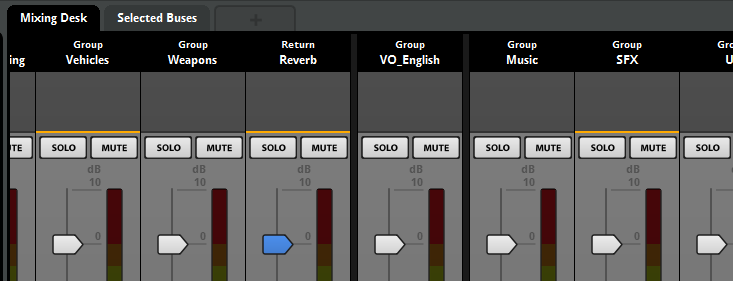 Mixing Desk Selected Buses +
Group Group Return Group Group Group
ing Vehicles Weapons Reverb VO_English Music SFX U
SOLO MUTE SOLO MUTE SOLO MUTE SOLO MUTE SOLO MUTE SOLO MUTE SOLO
dB dB dB dB dB dB
10 10 10 10 10 10
0 0 0 0 0 0